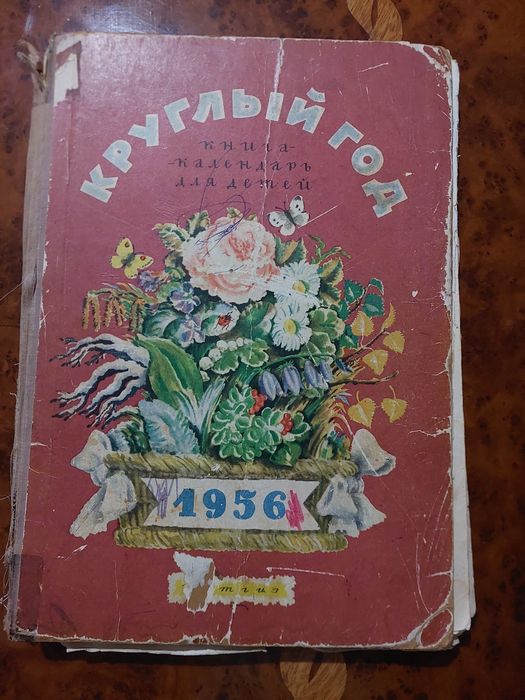 КРУГЛЫЙ ГОД
КНИГА-
-КАЛЕНДАРЬ
ДЛЯ ДЕТЕЙ
1956